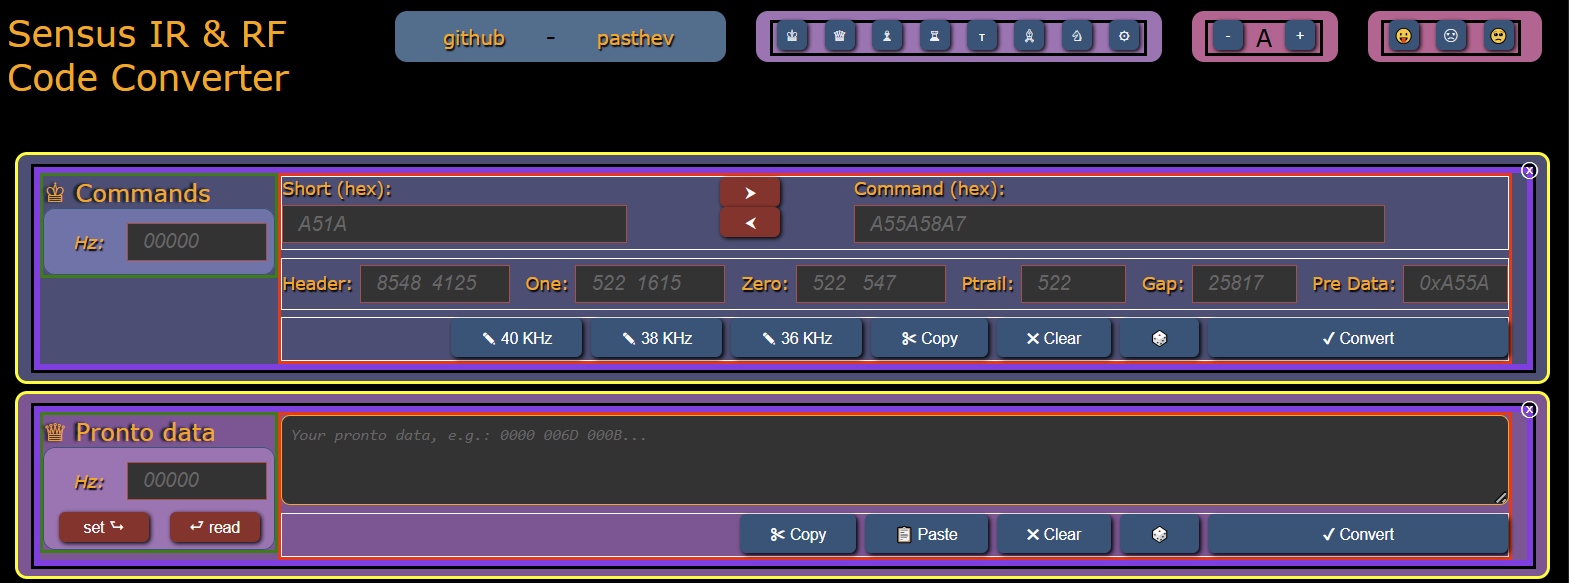 Sensus IR & RF
Code Converter
github - pasthev
♔ ♕ ♝ ♖ T ♗ ♘ ⚙
- A +
x
♔ Commands
Hz: 00000
Short (hex):
A51A
Command (hex):
A55A58A7
Header: 8548 4125 One: 522 1615 Zero: 522 547 Ptrail: 522 Gap: 25817 Pre Data: 0xA55A
✎ 40 KHz ✎ 38 KHz ✎ 36 KHz ✂ Copy ✕ Clear ✓ Convert
x
♕ Pronto data
Hz: 00000
set ↪ ↩ read
Your pronto data, e.g.: 0000 006D 000B...
✂ Copy 📋 Paste ✕ Clear ✓ Convert